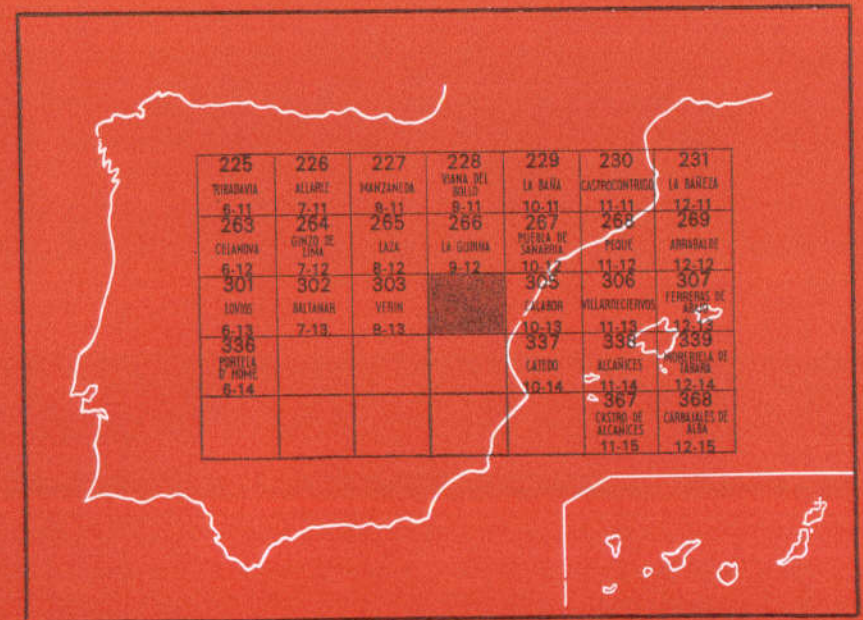 225
RIBADAVIA
6-11
226
ALLARIZ
7-11
227
MANZANEDA
8-11
228
VIANA DEL
BOLLO
9-11
229
LA BAÑA
10-11
230
CASTROCONTRIGO
11-11
231
LA BAÑEZA
12-11
263
CELANOVA
6-12
264
GINZO DE
LIMIA
7-12
265
LAZA
8-12
266
LA GUDIÑA
9-12
267
PUEBLA DE
SANABRIA
10-12
268
PEQUE
11-12
269
ARRABALDE
12-12
301
LOVIOS
6-13
302
BALTANAR
7-13
303
VERIN
8-13
305
CALABOR
10-13
306
VILLARDECIERVOS
11-13
307
FERRERAS DE
ABAJO
12-13
336
PORTELA
D' HOME
6-14
337
CATEDO
10-14
338
ALCAÑICES
11-14
339
MORERUELA DE
TABARA
12-14
367
CASTRO DE
ALCAÑICES
11-15
368
CARBAJALES DE
ALBA
12-15